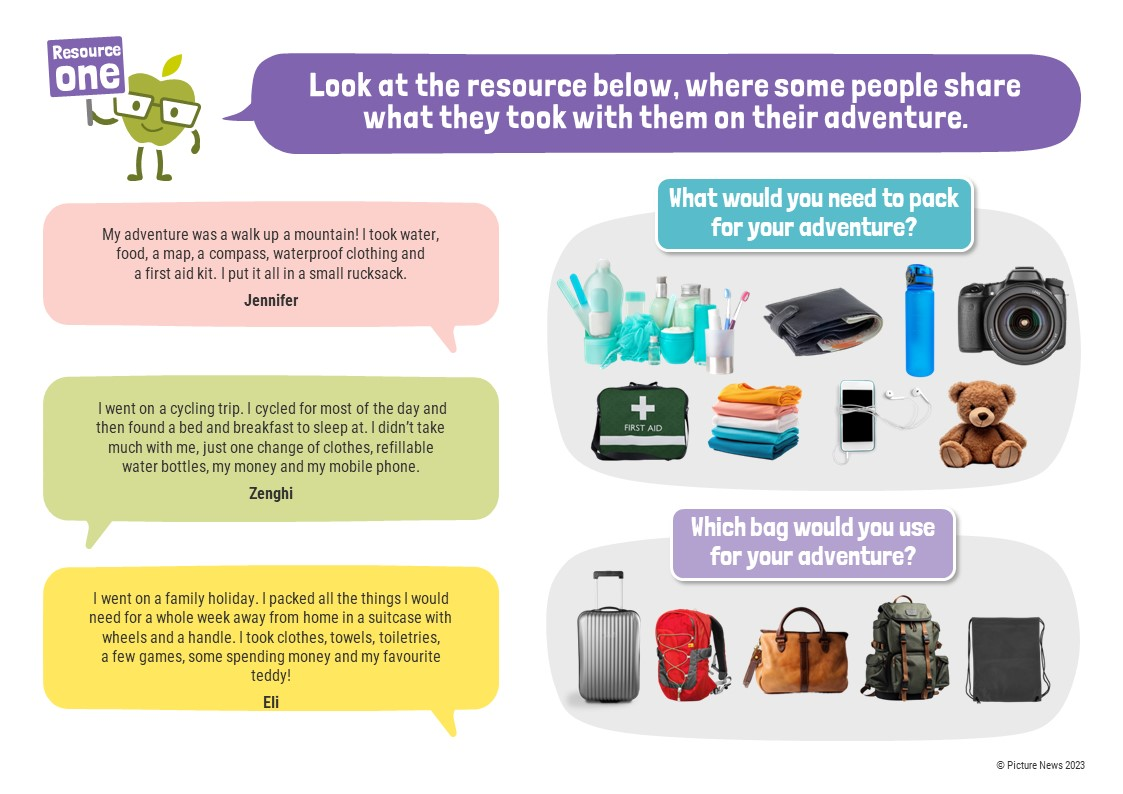 Resource
one
Look at the resource below, where some people share
what they took with them on their adventure.
My adventure was a walk up a mountain! I took water,
food, a map, a compass, waterproof clothing and
a first aid kit. I put it all in a small rucksack.
Jennifer
I went on a cycling trip. I cycled for most of the day and
then found a bed and breakfast to sleep at. I didn't take
much with me, just one change of clothes, refillable
water bottles, my money and my mobile phone.
Zenghi
I went on a family holiday. I packed all the things I would
need for a whole week away from home in a suitcase with
wheels and a handle. I took clothes, towels, toiletries,
a few games, some spending money and my favourite
teddy!
Eli
What would you need to pack
for your adventure?
FIRST AID
Which bag would you use
for your adventure?
© Picture News 2023